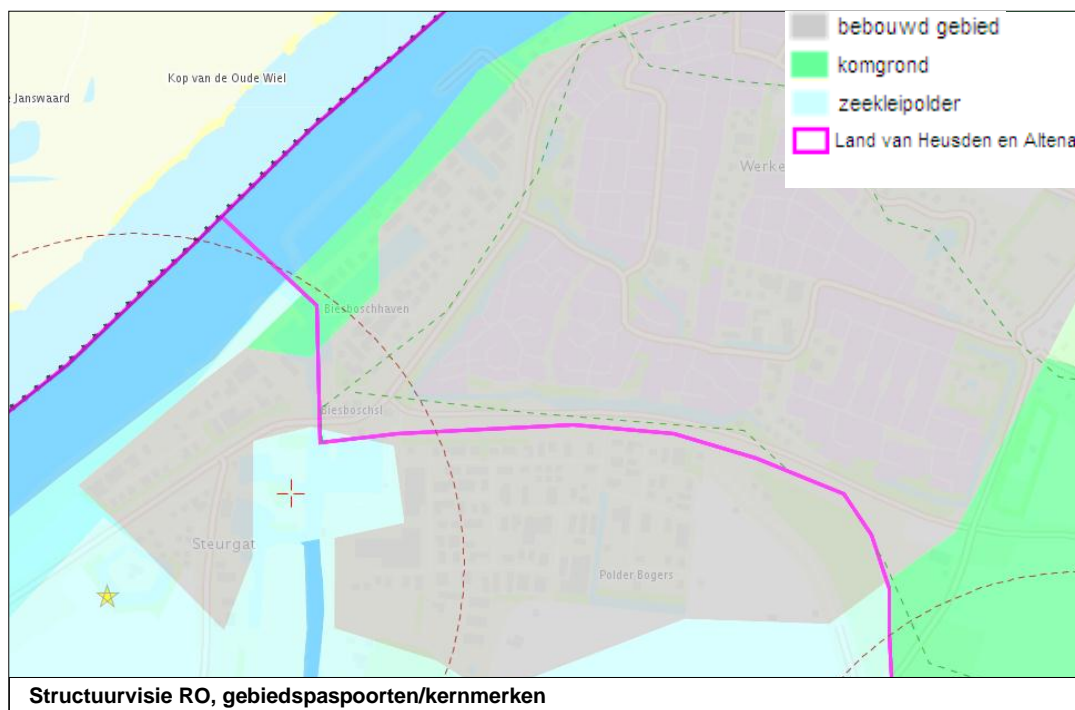 bebouwd gebied
komgrond
zeekleipolder
Land van Heusden en Altena
Kop van de Oude Wiel
Janswaard
Werke
Biesboschhaven
Biesboschsl
Steurgat
Polder Bogers
Structuurvisie RO, gebiedspaspoorten/kernmerken